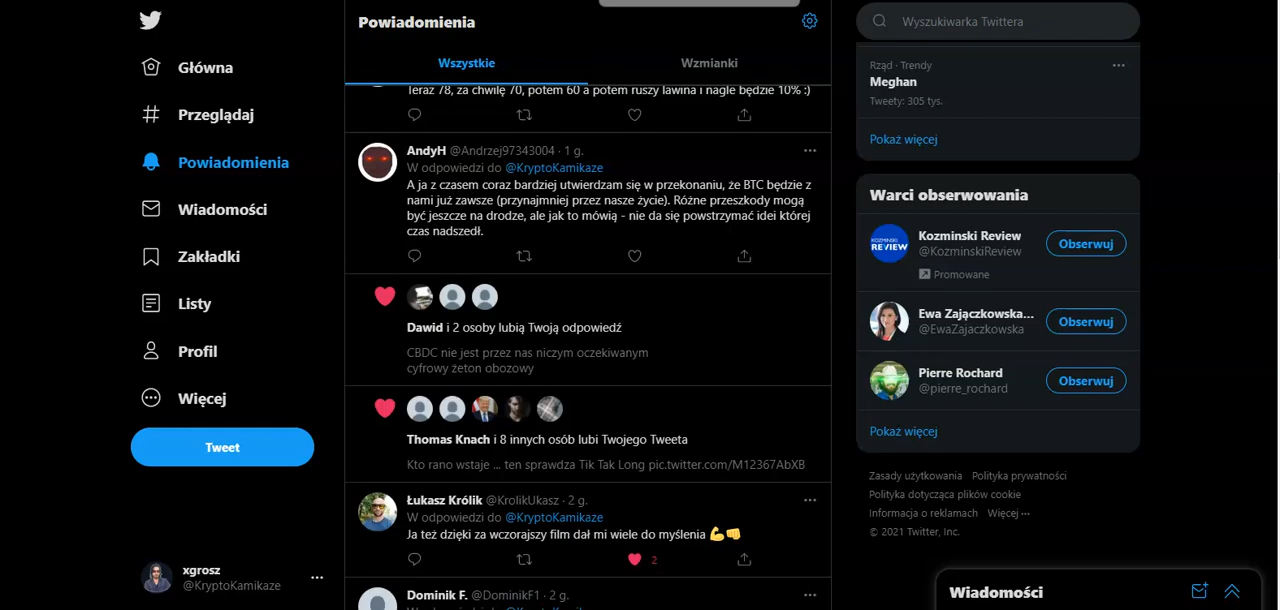 Główna
Przeglądaj
Powiadomienia
Wiadomości
Zakładki
Listy
Profil
Więcej
Tweet
xgrosz
@KryptoKamikaze
Powiadomienia
Wszystkie
Wzmianki
Teraz 78, za chwilę 70, potem 60 a potem ruszy lawina i nagle będzie 10% :)
AndyH @Andrzej97343004 · 1 g.
W odpowiedzi do @KryptoKamikaze
A ja z czasem coraz bardziej utwierdzam się w przekonaniu, że BTC będzie z
nami już zawsze (przynajmniej przez nasze życie). Różne przeszkody mogą
być jeszcze na drodze, ale jak to mówią - nie da się powstrzymać idei której
czas nadszedł.
Dawid i 2 osoby lubią Twoją odpowiedź
CBDC nie jest przez nas niczym oczekiwanym
cyfrowy żeton obozowy
Thomas Knach i 8 innych osób lubi Twojego Tweeta
Kto rano wstaje ... ten sprawdza Tik Tak Long pic.twitter.com/M12367AbXB
Łukasz Królik @KrolikUkasz · 2 g.
W odpowiedzi do @KryptoKamikaze
Ja też dzięki za wczorajszy film dał mi wiele do myślenia 💪👊
2
Dominik F. @DominikF1 · 2 g.
Wyszukiwarka Twittera
Rząd · Trendy
Meghan
Tweety: 305 tys.
Pokaż więcej
Warci obserwowania
KOZMINSKI
REVIEW
Kozminski Review
@KozminskiReview
Obserwuj
Promowane
Ewa Zajączkowska...
@EwaZajaczkowska
Obserwuj
Pierre Rochard
@pierre_rochard
Obserwuj
Pokaż więcej
Zasady użytkowania Polityka prywatności
Polityka dotycząca plików cookie
Informacja o reklamach Więcej ···
© 2021 Twitter, Inc.
Wiadomości